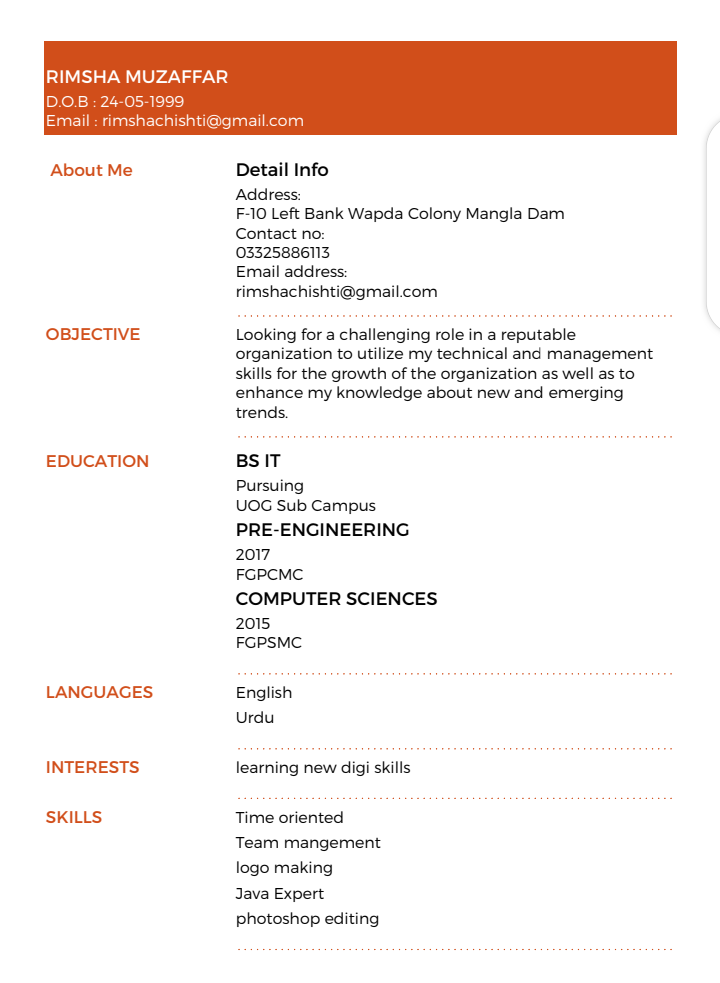 RIMSHA MUZAFFAR
D.O.B : 24-05-1999
Email : rimshachishti@gmail.com
About Me
Detail Info
Address:
F-10 Left Bank Wapda Colony Mangla Dam
Contact no:
03325886113
Email address:
rimshachishti@gmail.com
OBJECTIVE
Looking for a challenging role in a reputable
organization to utilize my technical and management
skills for the growth of the organization as well as to
enhance my knowledge about new and emerging
trends.
EDUCATION
BS IT
Pursuing
UOG Sub Campus
PRE-ENGINEERING
2017
FGPCMC
COMPUTER SCIENCES
2015
FGPSMC
LANGUAGES
English
Urdu
INTERESTS
learning new digi skills
SKILLS
Time oriented
Team mangement
logo making
Java Expert
photoshop editing